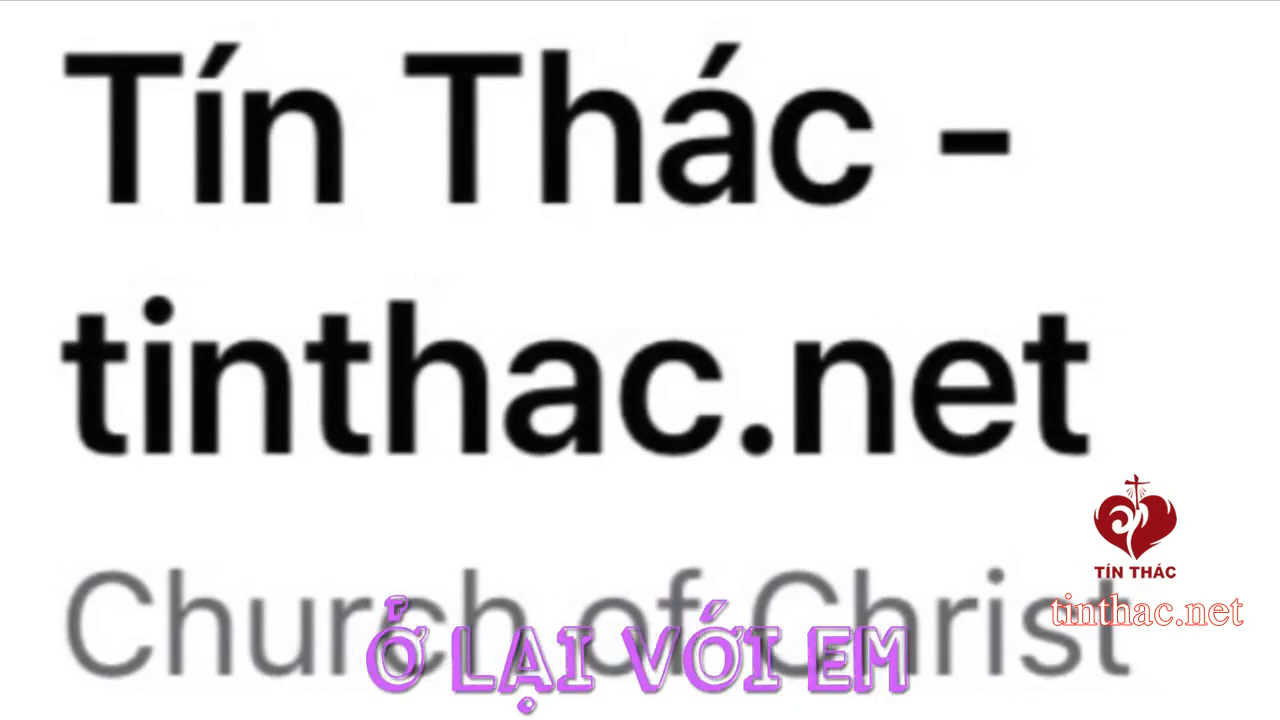 Tín Thác -
tinthac.net
Church of Christ
TÍN THÁC
tinthac.net
Ở LẠI VỚI EM